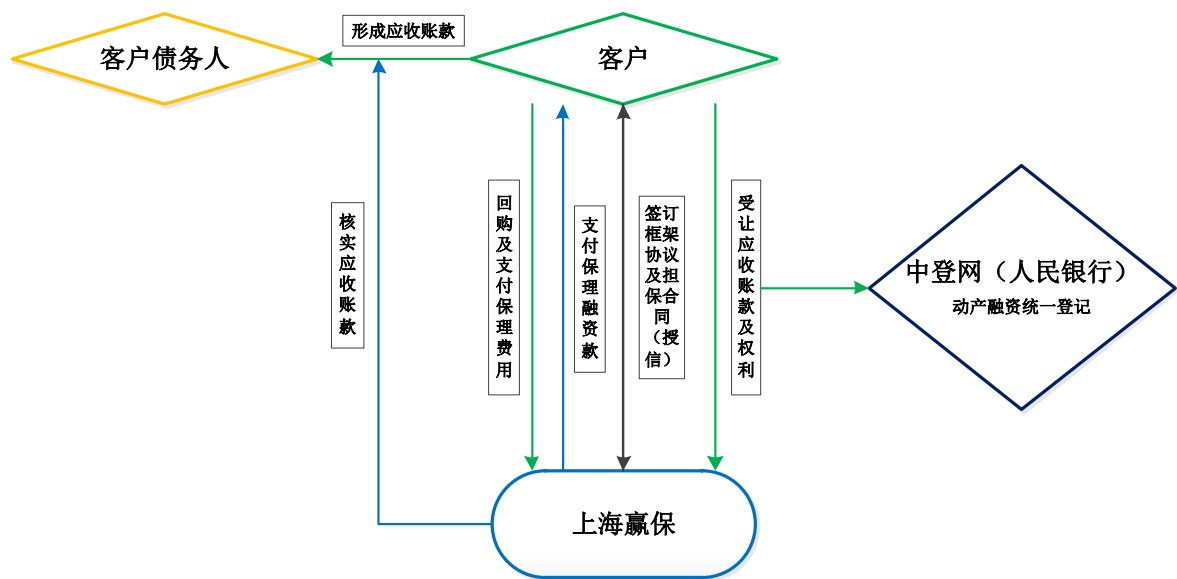 形成应收账款
客户债务人
客户
核实应收账款
回购及支付保理费用
支付保理融资款
签订框架协议及担保合同（授信）
受让应收账款及权利
中登网（人民银行）
动产融资统一登记
上海赢保